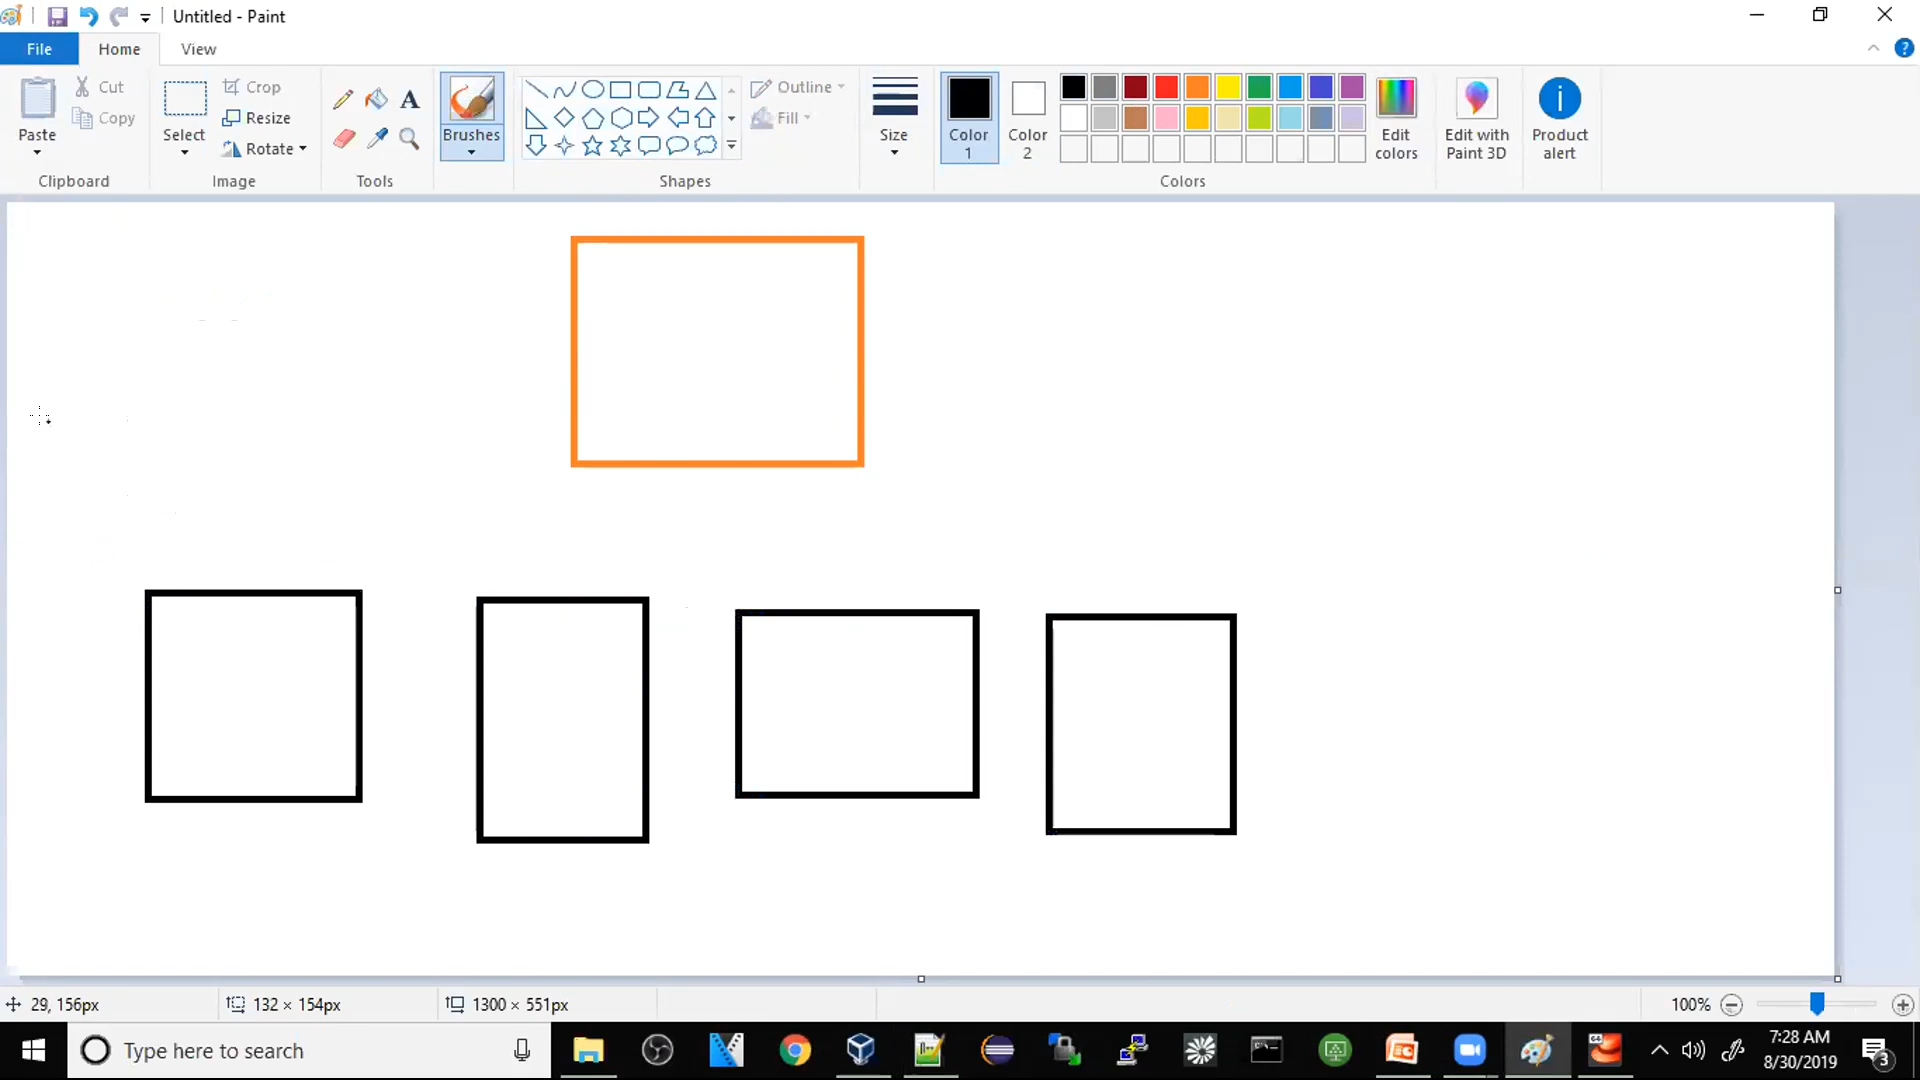 Untitled - Paint
File Home View
Paste Cut Copy Clipboard
Select Crop Resize Rotate Image
A
Tools
Brushes
Shapes
Outline Fill
Size
Color 1
Color 2
Edit colors
Colors
Edit with Paint 3D
Product alert
29, 156px 132 × 154px 1300 × 551px 100%
Type here to search
7:28 AM
8/30/2019
3